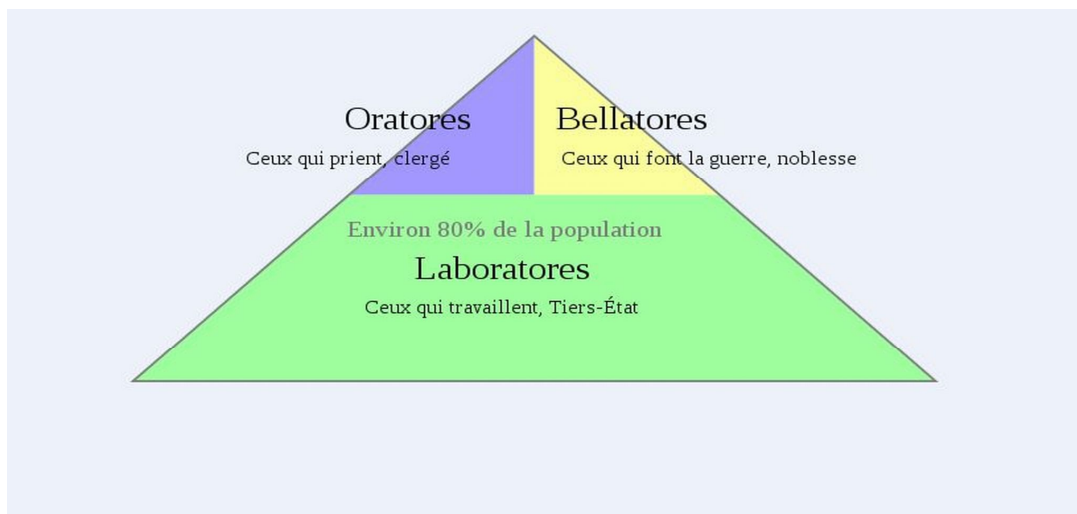 Oratores
Bellatores
Ceux qui prient, clergé
Ceux qui font la guerre, noblesse
Environ 80% de la population
Laboratores
Ceux qui travaillent, Tiers-État